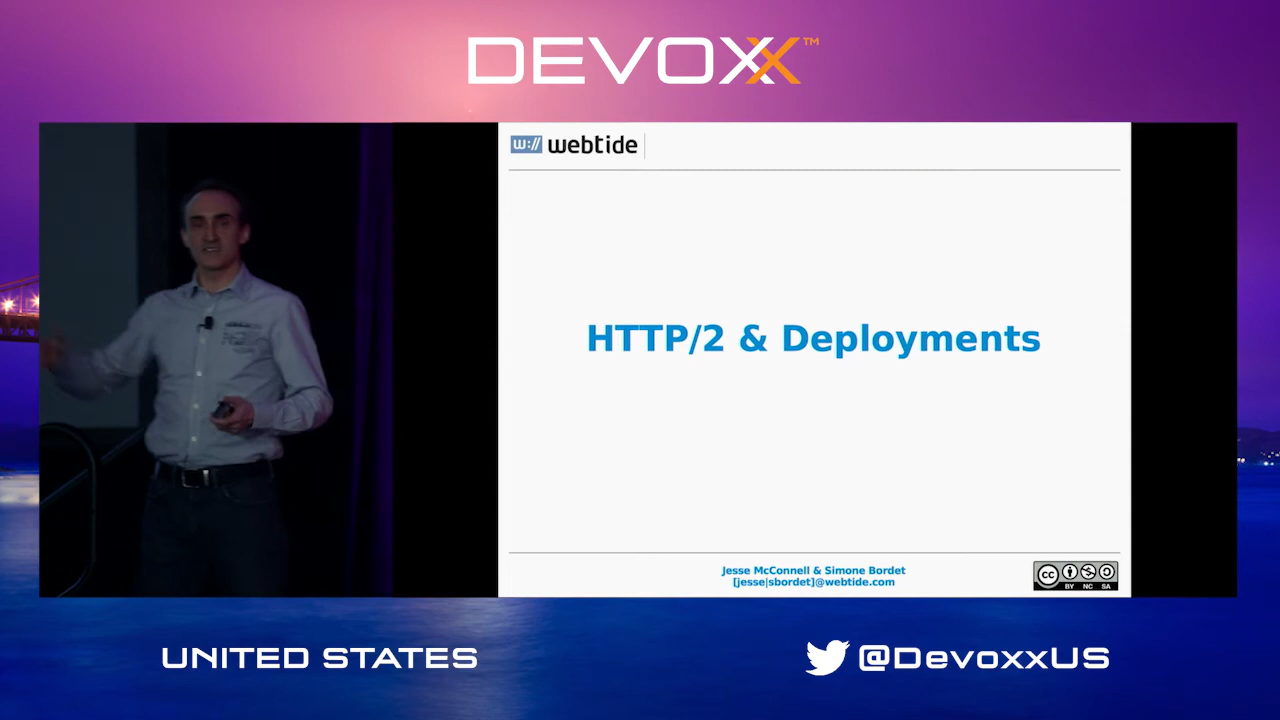 DEVOXX™
w:// webtide
HTTP/2 & Deployments
Jesse McConnell & Simone Bordet
[jesse|sbordet]@webtide.com
cc
BY NC SA
UNITED STATES
@DevoxxUS